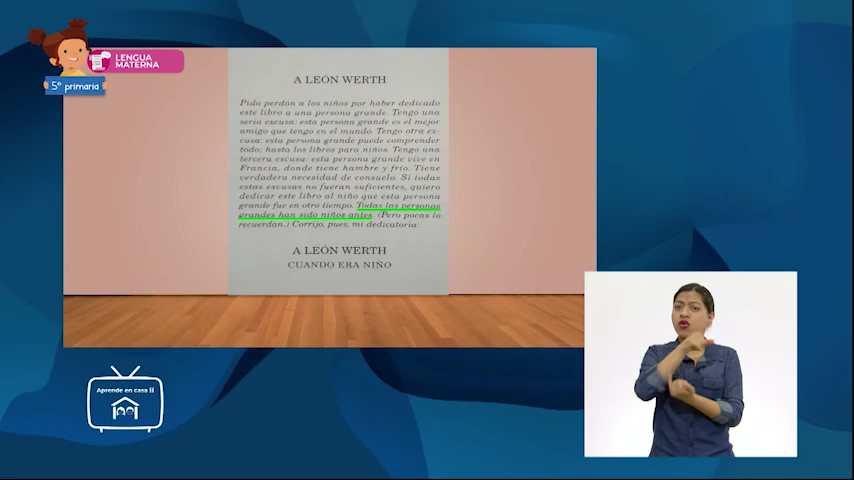 LENGUA
MATERNA
5° primaria
A LEÓN WERTH
Pido perdón a los niños por haber dedicado
este libro a una persona grande. Tengo una
seria excusa: esta persona grande es el mejor
amigo que tengo en el mundo. Tengo otra ex-
cusa: esta persona grande puede comprender
todo; hasta los libros para niños. Tengo una
tercera excusa: esta persona grande vive en
Francia, donde tiene hambre y frío. Tiene
verdadera necesidad de consuelo. Si todas
estas excusas no fueran suficientes, quiero
dedicar este libro al niño que esta persona
grande fue en otro tiempo. Todas las personas
grandes han sido niños antes. (Pero pocas lo
recuerdan.) Corrijo, pues, mi dedicatoria:
A LEÓN WERTH
CUANDO ERA NIÑO
Aprende en casa II